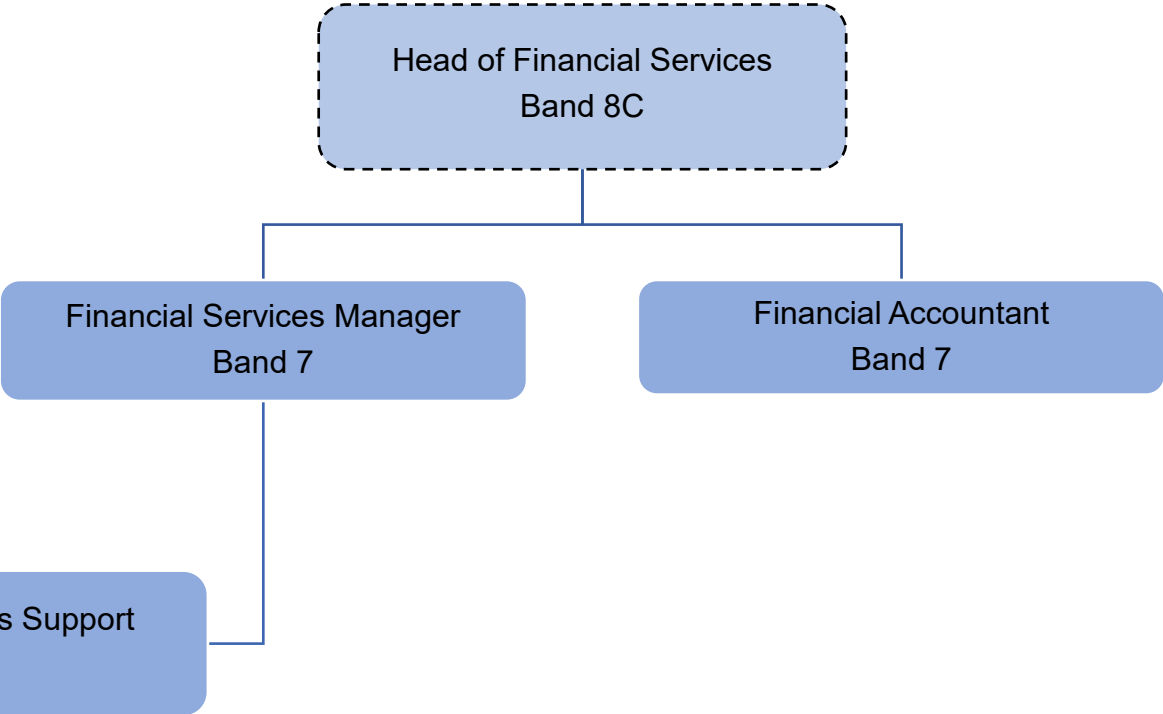 Head of Financial Services
Band 8C
Financial Services Manager
Band 7
Financial Accountant
Band 7
s Support